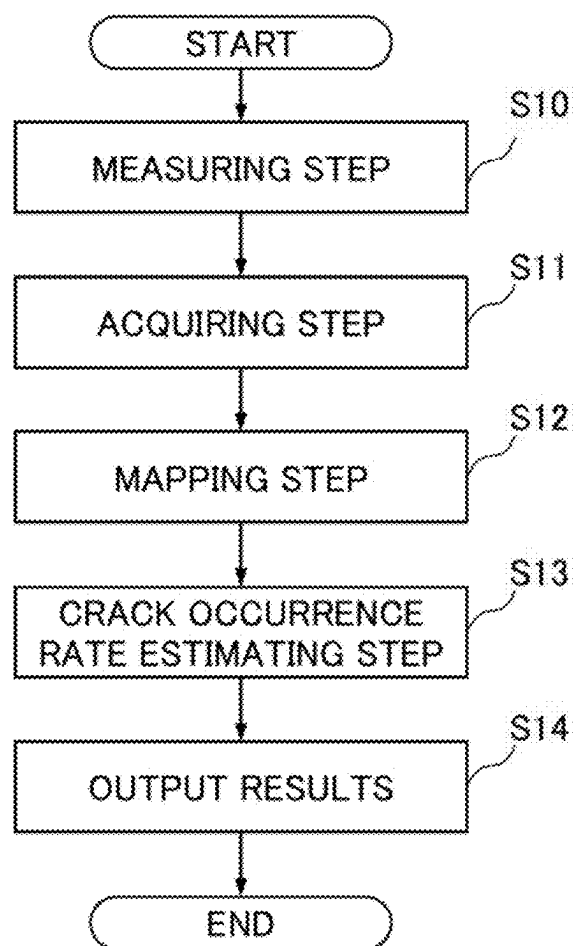 START
S10
MEASURING STEP
S11
ACQUIRING STEP
S12
MAPPING STEP
S13
CRACK OCCURRENCE
RATE ESTIMATING STEP
S14
OUTPUT RESULTS
END